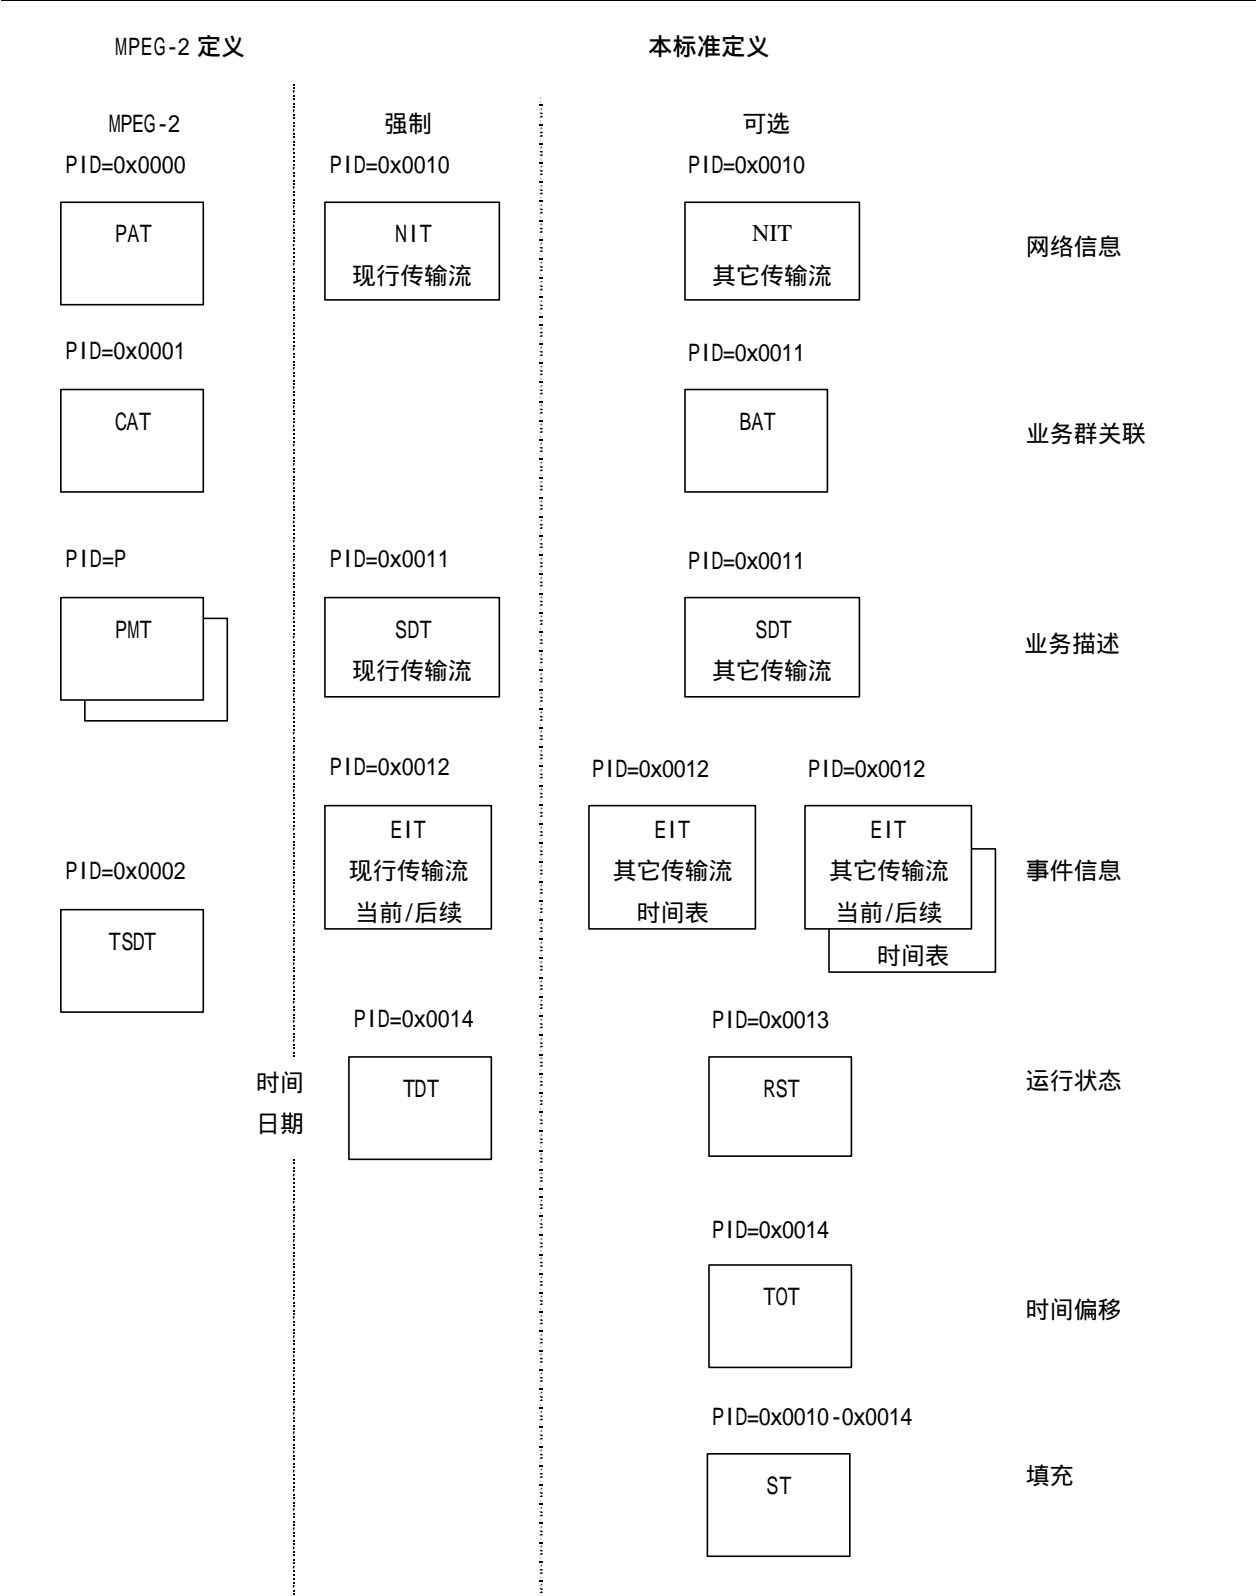 MPEG-2 定义
本标准定义
MPEG-2
强制
可选
PID=0x0000
PID=0x0010
PID=0x0010
PAT
NIT
现行传输流
NIT
其它传输流
网络信息
PID=0x0001
PID=0x0011
CAT
BAT
业务群关联
PID=P
PID=0x0011
PID=0x0011
PMT
SDT
现行传输流
SDT
其它传输流
业务描述
PID=0x0012
PID=0x0012
PID=0x0012
EIT
现行传输流
当前/后续
EIT
其它传输流
时间表
EIT
其它传输流
当前/后续
时间表
事件信息
PID=0x0002
TSDT
PID=0x0014
PID=0x0013
时间
日期
TDT
RST
运行状态
PID=0x0014
TOT
时间偏移
PID=0x0010-0x0014
ST
填充